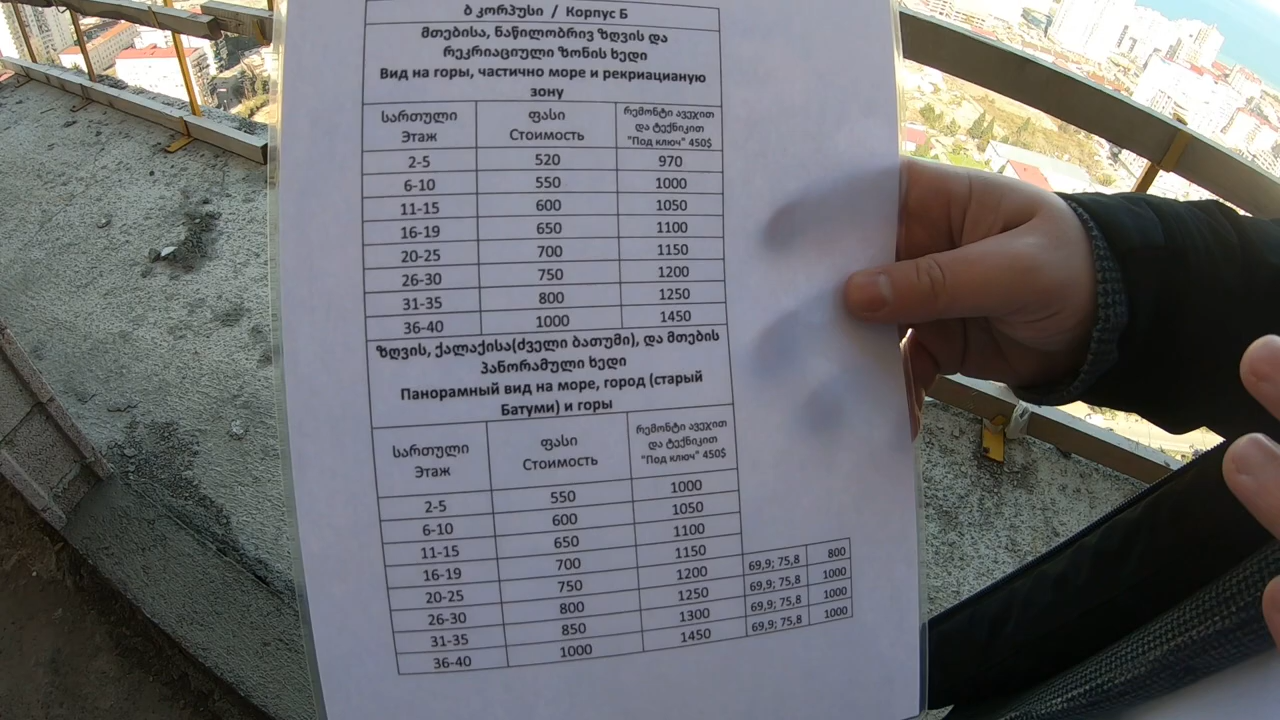 ბ კორპუსი / Корпус Б
მთებისა, ნაწილობრივ ზღვის და
რეკრიაციული ზონის ხედი
Вид на горы, частично море и рекриацианую
зону
სართული
Этаж
ფასი
Стоимость
რემონტი ავეჯით
და ტექნიკით
"Под ключ" 450$
2-5 520 970
6-10 550 1000
11-15 600 1050
16-19 650 1100
20-25 700 1150
26-30 750 1200
31-35 800 1250
36-40 1000 1450
ზღვის, ქალაქისა(ძველი ბათუმი), და მთების
პანორამული ხედი
Панорамный вид на море, город (старый
Батуми) и горы
სართული
Этаж
ფასი
Стоимость
რემონტი ავეჯით
და ტექნიკით
"Под ключ" 450$
2-5 550 1000
6-10 600 1050
11-15 650 1100
16-19 700 1150
20-25 750 1200 69,9; 75,8 800
26-30 800 1250 69,9; 75,8 1000
31-35 850 1300 69,9; 75,8 1000
36-40 1000 1450 69,9; 75,8 1000